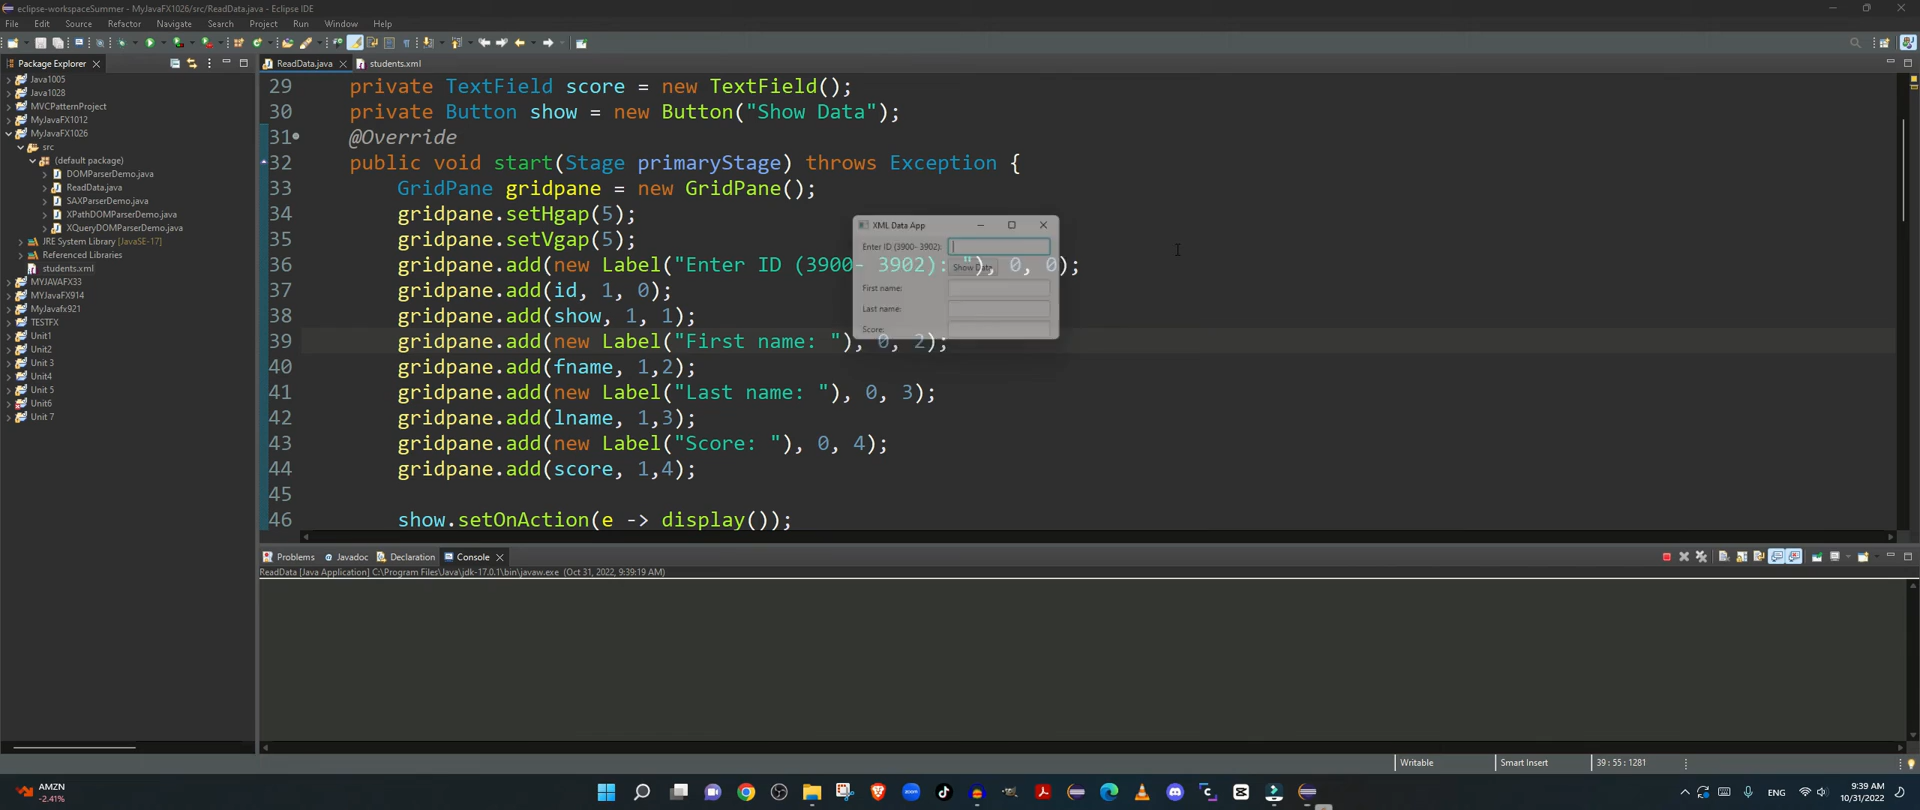 eclipse-workspaceSummer - MyJavaFX1026/src/ReadData.java - Eclipse IDE
File Edit Source Refactor Navigate Search Project Run Window Help
Package Explorer
ReadData.java
students.xml
Java1005
Java1028
MVCPatternProject
MyJavaFX1012
MyJavaFX1026
src
(default package)
DOMParserDemo.java
ReadData.java
SAXParserDemo.java
XPathDOMParserDemo.java
XQueryDOMParserDemo.java
JRE System Library [JavaSE-17]
Referenced Libraries
students.xml
MYJAVAFX33
MyJavaFX914
MyJavafx921
TESTFX
Unit1
Unit2
Unit 3
Unit4
Unit 5
Unit6
Unit 7
29 private TextField score = new TextField();
30 private Button show = new Button("Show Data");
31 @Override
32 public void start(Stage primaryStage) throws Exception {
33 GridPane gridpane = new GridPane();
34 gridpane.setHgap(5);
35 gridpane.setVgap(5);
36 gridpane.add(new Label("Enter ID (3900- 3902): "), 0, 0);
37 gridpane.add(id, 1, 0);
38 gridpane.add(show, 1, 1);
39 gridpane.add(new Label("First name: "), 0, 2);
40 gridpane.add(fname, 1,2);
41 gridpane.add(new Label("Last name: "), 0, 3);
42 gridpane.add(lname, 1,3);
43 gridpane.add(new Label("Score: "), 0, 4);
44 gridpane.add(score, 1,4);
45
46 show.setOnAction(e -> display());
XML Data App
Enter ID (3900- 3902):
Show Data
First name:
Last name:
Score:
Problems Javadoc Declaration Console
ReadData [Java Application] C:\Program Files\Java\jdk-17.0.1\bin\javaw.exe (Oct 31, 2022, 9:39:19 AM)
Writable Smart Insert 39 : 55 : 1281
AMZN
-2.41%
zoom
ENG
9:39 AM
10/31/2022